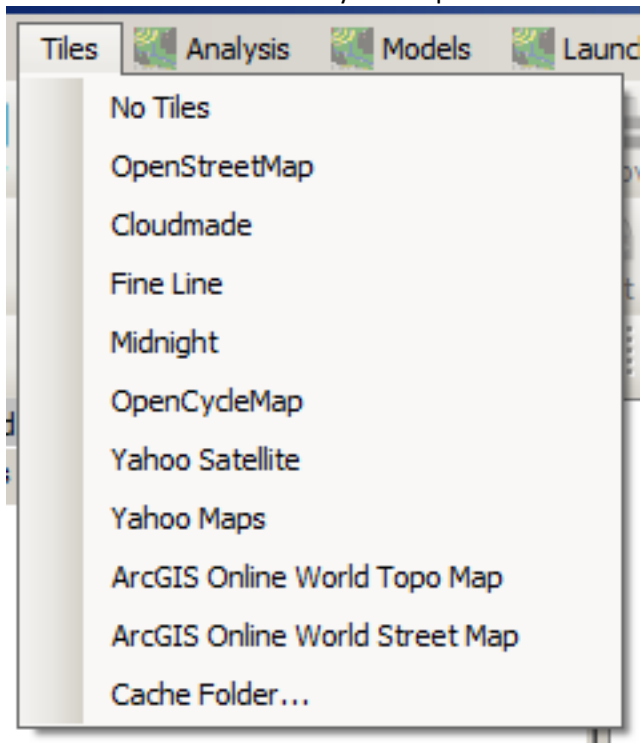 Tiles Analysis Models
No Tiles
OpenStreetMap
Cloudmade
Fine Line
Midnight
OpenCycleMap
Yahoo Satellite
Yahoo Maps
ArcGIS Online World Topo Map
ArcGIS Online World Street Map
Cache Folder...